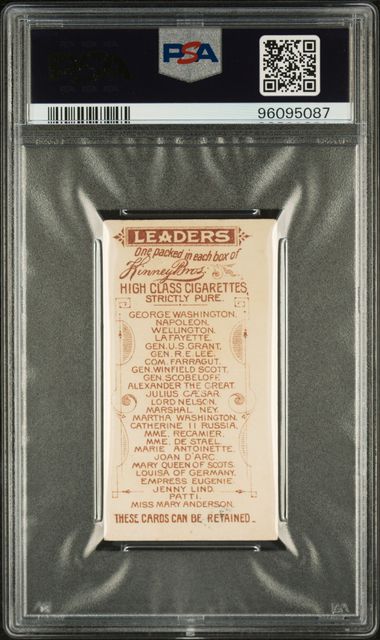 PSA
96095087
LEADERS
One packed in each box of
Kinney Bros.
HIGH CLASS CIGARETTES,
STRICTLY PURE.
GEORGE WASHINGTON.
NAPOLEON.
WELLINGTON.
LAFAYETTE.
GEN. U.S. GRANT.
GEN. R.E. LEE.
COM. FARRAGUT.
GEN. WINFIELD SCOTT.
GEN. SCOBELOFF.
ALEXANDER THE GREAT.
JULIUS CÆSAR.
LORD NELSON.
MARSHAL NEY.
MARTHA WASHINGTON.
CATHERINE II RUSSIA.
MME. RECAMIER.
MME. DE STAEL.
MARIE ANTOINETTE.
JOAN D'ARC.
MARY QUEEN OF SCOTS.
LOUISA OF GERMANY.
EMPRESS EUGENIE.
JENNY LIND.
PATTI.
MISS MARY ANDERSON.
THESE CARDS CAN BE RETAINED.